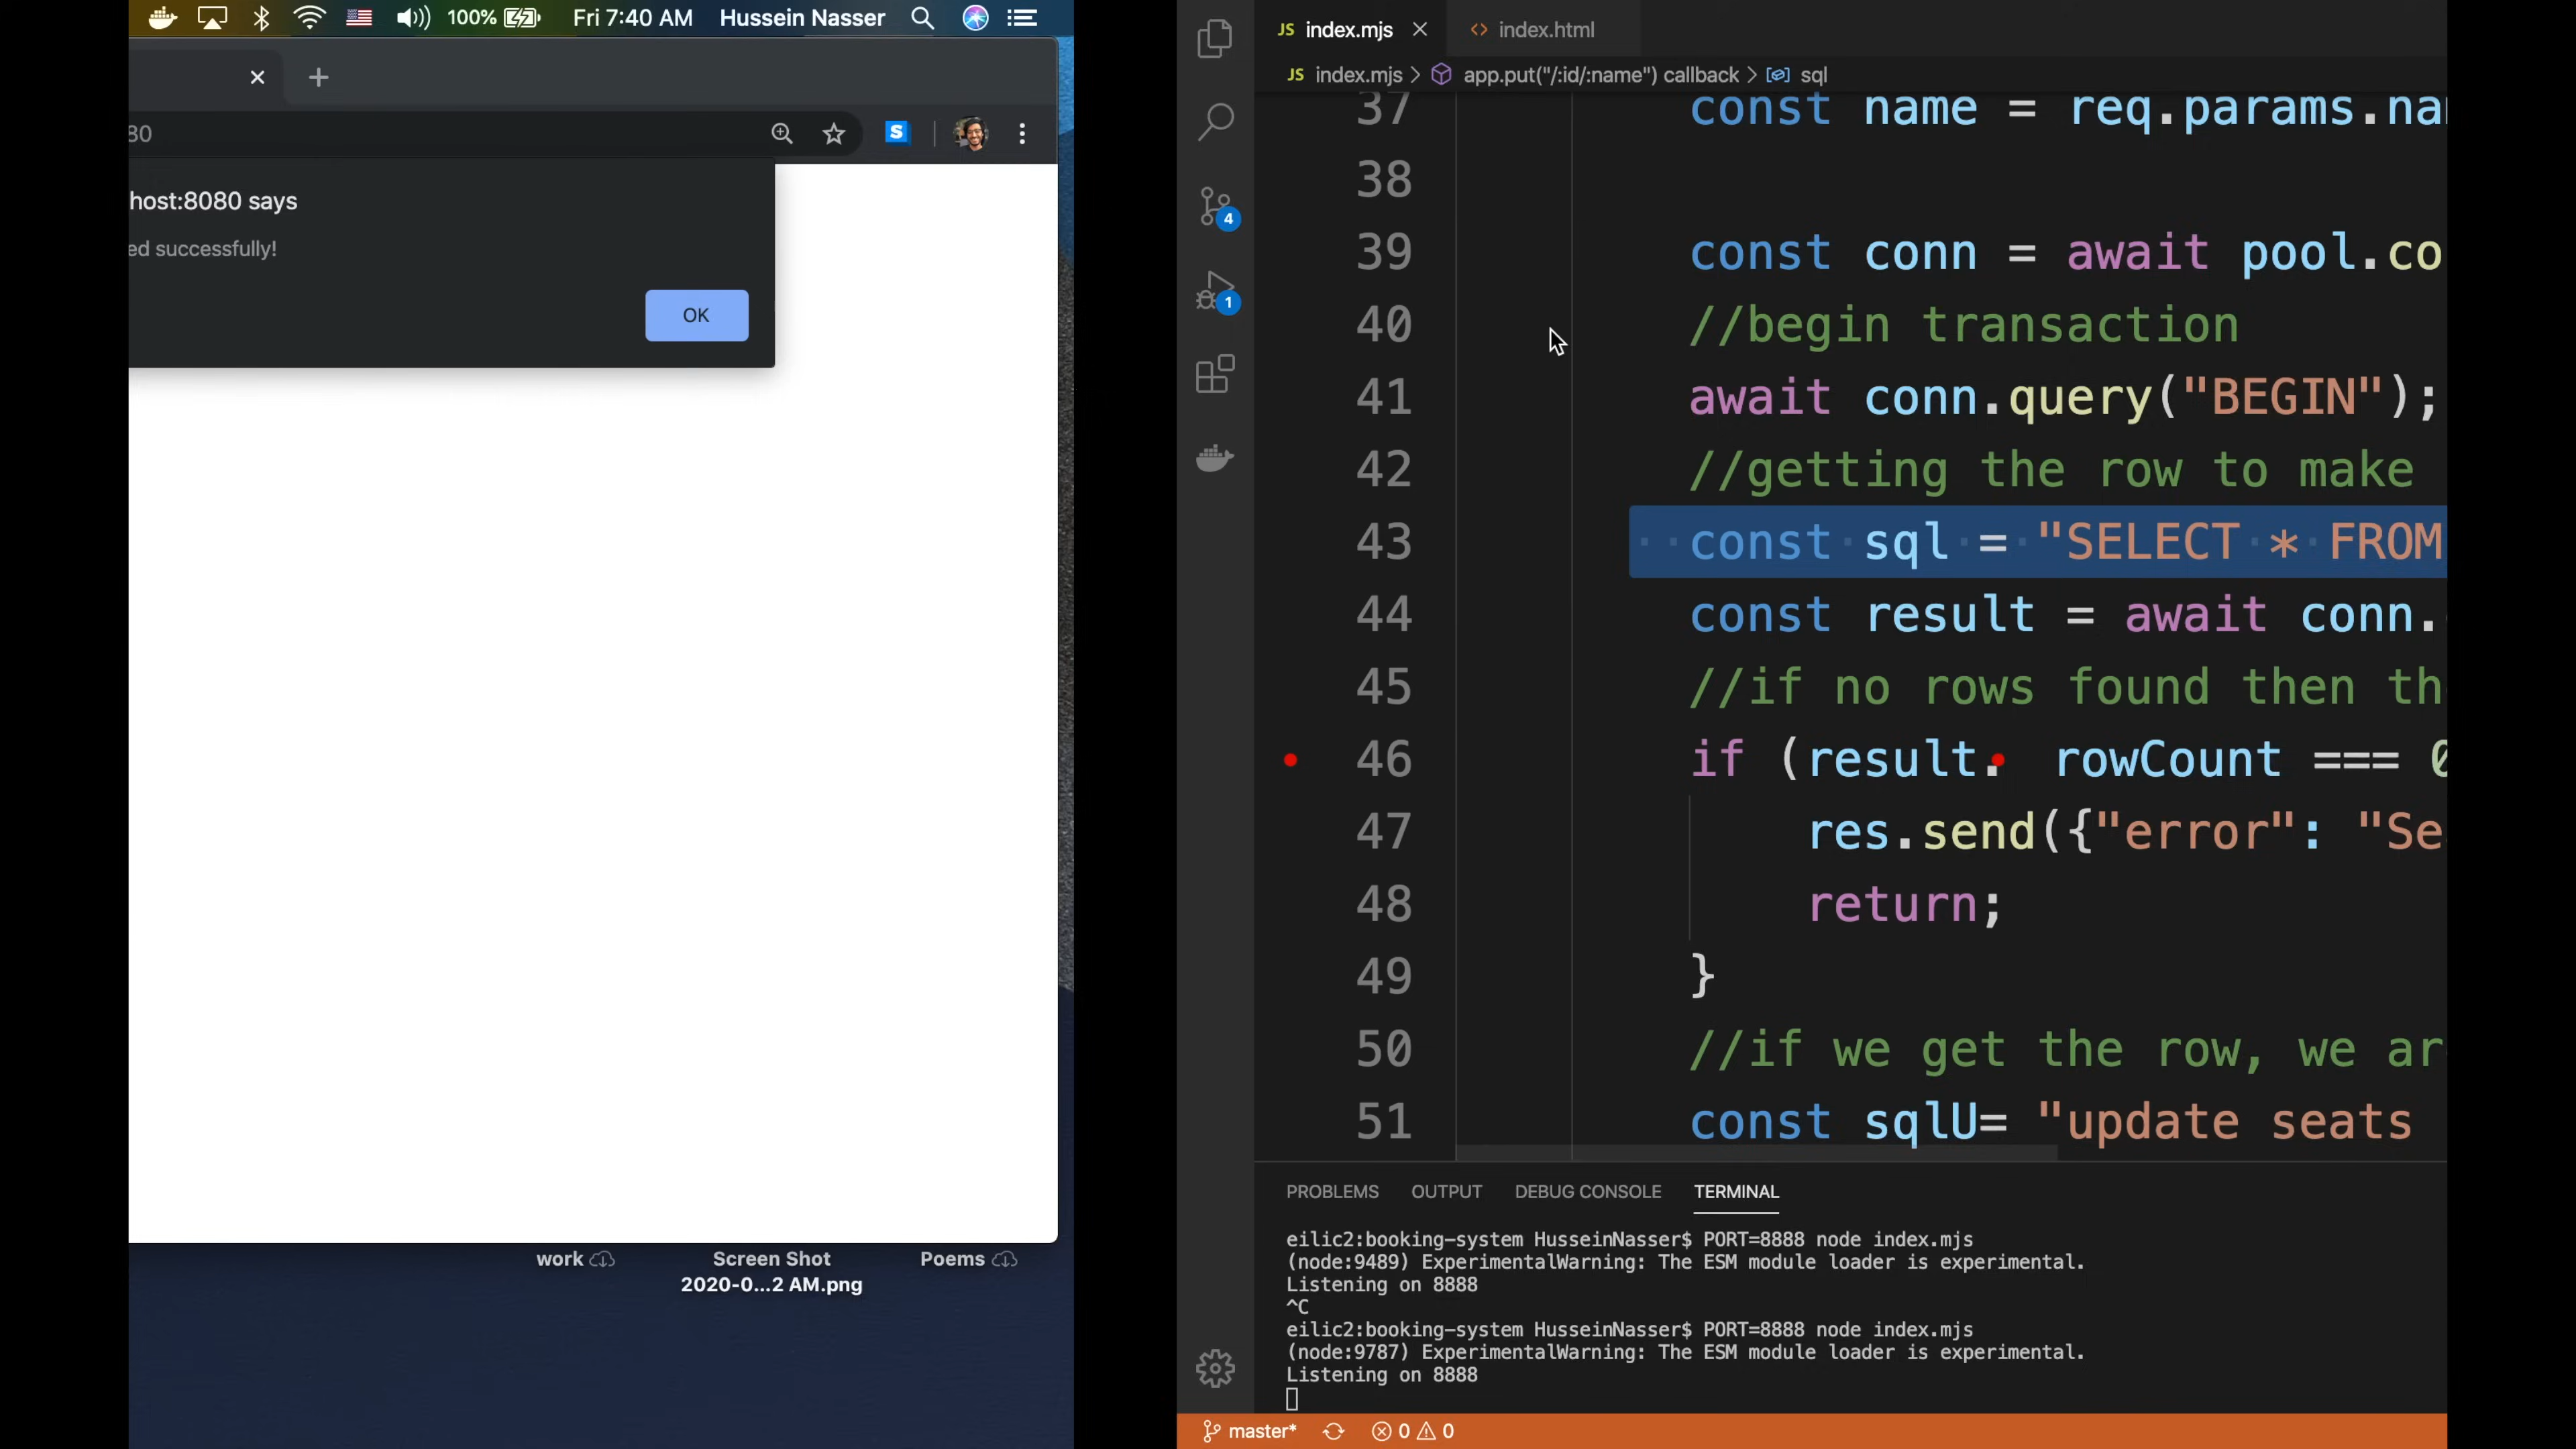 100% Fri 7:40 AM Hussein Nasser
80
host:8080 says
ed successfully!
OK
work
Screen Shot
2020-0...2 AM.png
Poems
JS index.mjs
<> index.html
JS index.mjs > app.put("/:id/:name") callback > sql
4
1
37 const name = req.params.na
38
39 const conn = await pool.co
40 //begin transaction
41 await conn.query("BEGIN");
42 //getting the row to make
43 const sql = "SELECT * FROM
44 const result = await conn.
45 //if no rows found then th
46 if (result. rowCount === 0
47 res.send({"error": "Se
48 return;
49 }
50 //if we get the row, we ar
51 const sqlU= "update seats
PROBLEMS OUTPUT DEBUG CONSOLE TERMINAL
eilic2:booking-system HusseinNasser$ PORT=8888 node index.mjs
(node:9489) ExperimentalWarning: The ESM module loader is experimental.
Listening on 8888
^C
eilic2:booking-system HusseinNasser$ PORT=8888 node index.mjs
(node:9787) ExperimentalWarning: The ESM module loader is experimental.
Listening on 8888
master* 0 0